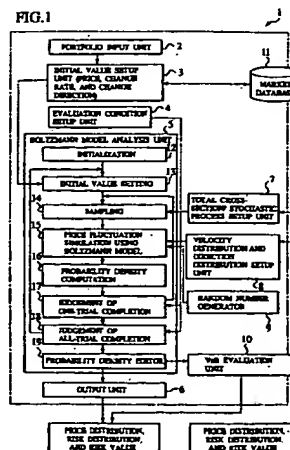 FIG.1
1
PORTFOLIO INPUT UNIT
2
11
INITIAL VALUE SETUP
UNIT (PRICE, CHANGE
RATE, AND CHANGE
DIRECTION)
3
MARKET
DATABASE
4
EVALUATION CONDITION
SETUP UNIT
5
BOLTZMANN MODEL ANALYSIS UNIT
12
INITIALIZATION
13
INITIAL VALUE SETTING
7
14
SAMPLING
TOTAL CROSS-
SECTION/STOCHASTIC
PROCESS SETUP UNIT
15
PRICE FLUCTUATION
SIMULATION USING
BOLTZMANN MODEL
VELOCITY
DISTRIBUTION AND
DIRECTION
DISTRIBUTION SETUP
UNIT
16
PROBABILITY DENSITY
COMPUTATION
8
17
JUDGEMENT OF
ONE-TRIAL COMPLETION
RANDOM NUMBER
GENERATOR
9
18
JUDGEMENT OF
ALL-TRIAL COMPLETION
10
19
PROBABILITY DENSITY EDITOR
VaR EVALUATION
UNIT
OUTPUT UNIT
6
PRICE DISTRIBUTION,
RISK DISTRIBUTION,
AND RISK VALUE
PRICE DISTRIBUTION,
RISK DISTRIBUTION,
AND RISK VALUE